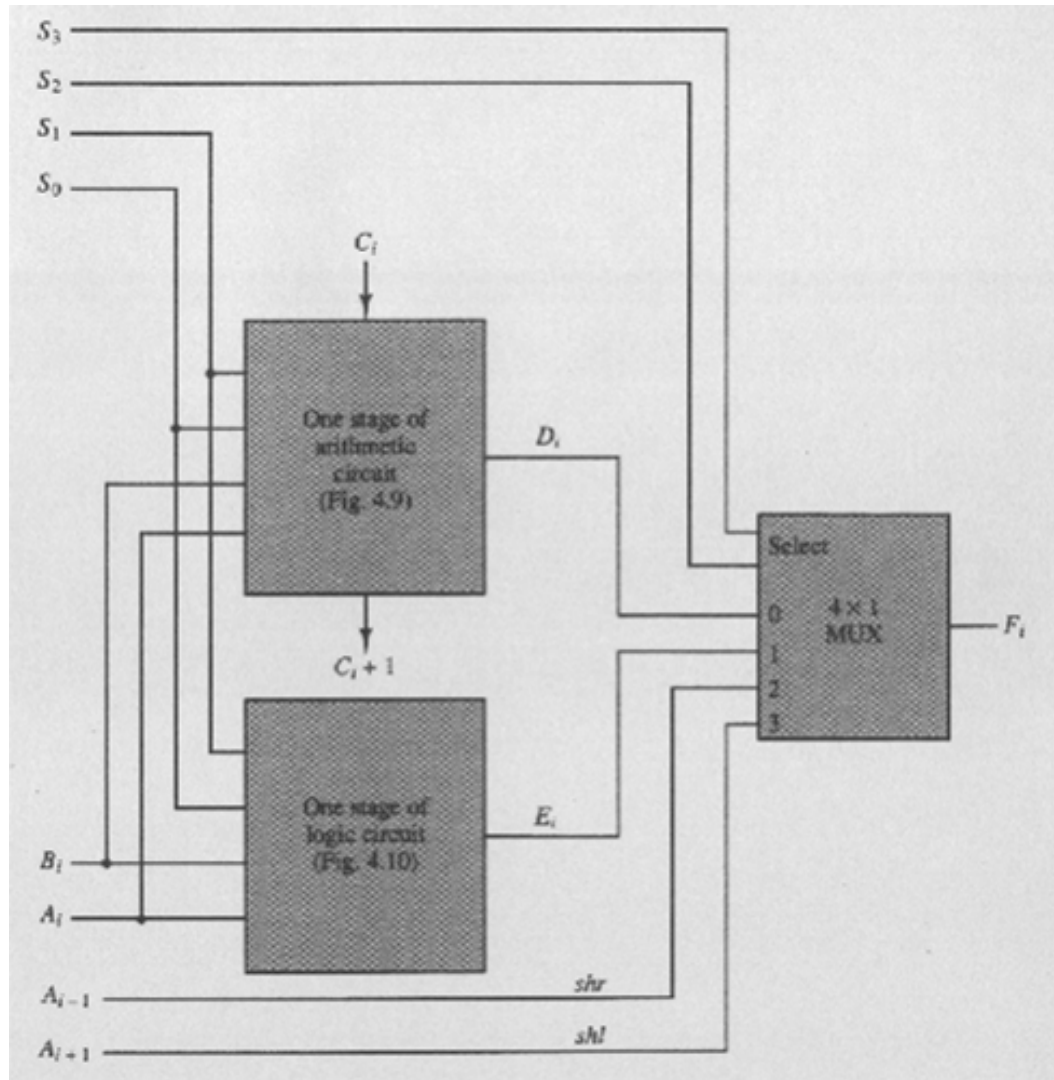 S3
S2
S1
S0
Ci
One stage of
arithmetic
circuit
(Fig. 4.9)
Di
Select
0
4 × 1
MUX
Fi
1
2
3
Ci + 1
One stage of
logic circuit
(Fig. 4.10)
Ei
Bi
Ai
Ai − 1
shr
Ai + 1
shl